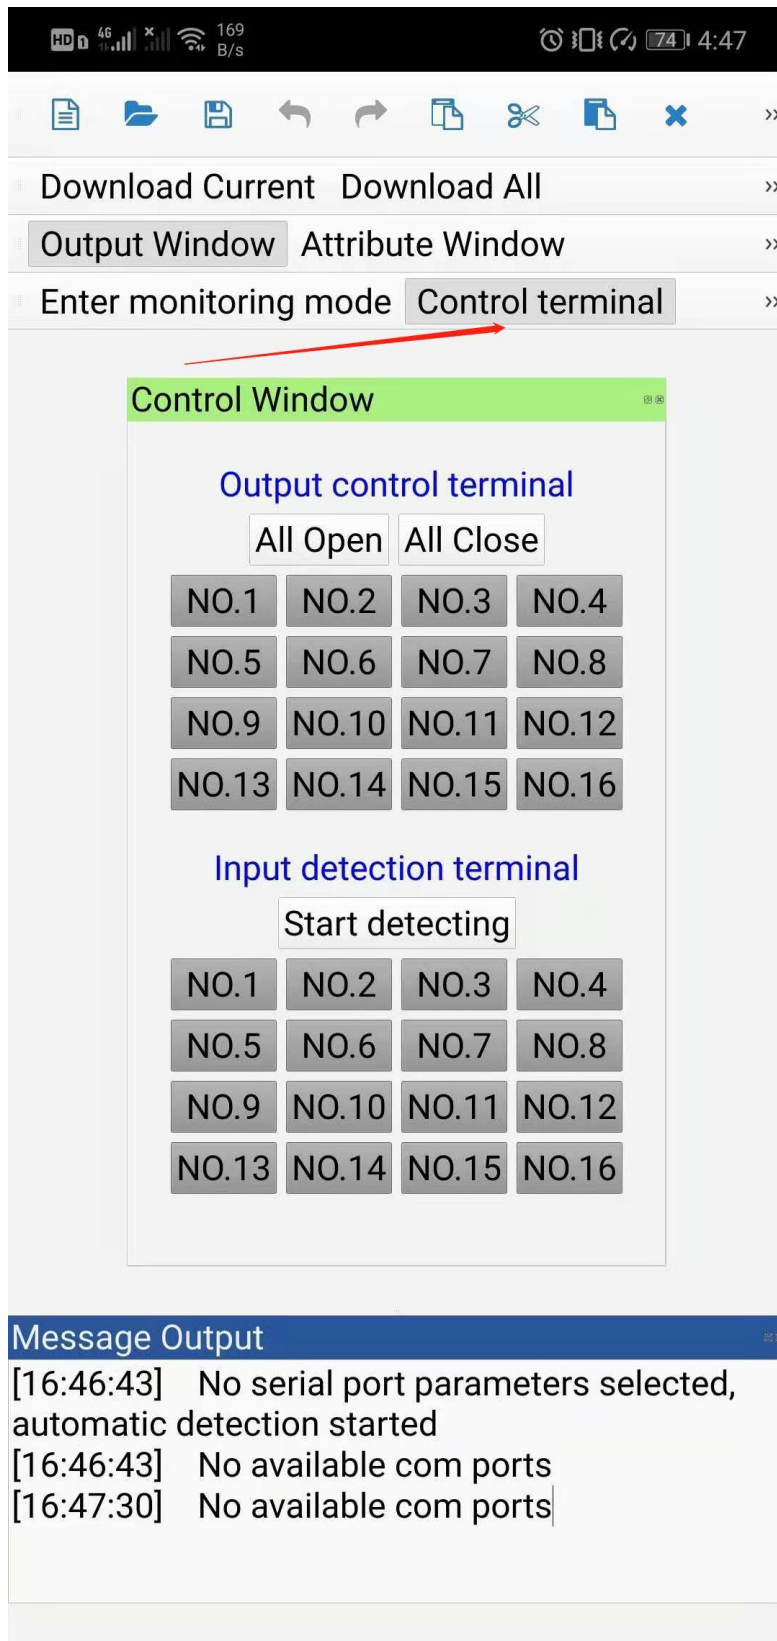 HD 1 4G 169 B/s 74 4:47
Download Current Download All
Output Window Attribute Window
Enter monitoring mode Control terminal
Control Window
Output control terminal
All Open All Close
NO.1 NO.2 NO.3 NO.4
NO.5 NO.6 NO.7 NO.8
NO.9 NO.10 NO.11 NO.12
NO.13 NO.14 NO.15 NO.16
Input detection terminal
Start detecting
NO.1 NO.2 NO.3 NO.4
NO.5 NO.6 NO.7 NO.8
NO.9 NO.10 NO.11 NO.12
NO.13 NO.14 NO.15 NO.16
Message Output
[16:46:43] No serial port parameters selected,
automatic detection started
[16:46:43] No available com ports
[16:47:30] No available com ports